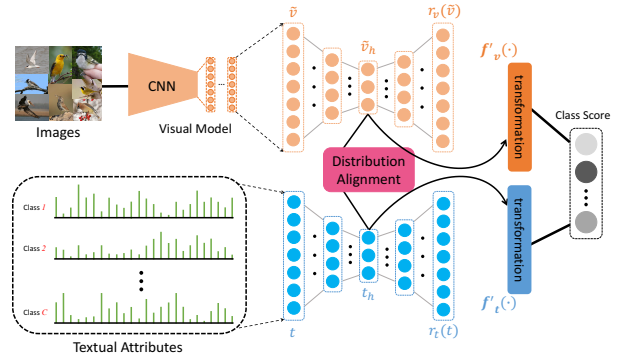 ṽ
ṽ_h
r_v(ṽ)
f'_v(·)
CNN
transformation
Class Score
Images
Visual Model
Distribution
Alignment
Class 1
Class 2
Class C
Textual Attributes
t
t_h
r_t(t)
transformation
f'_t(·)